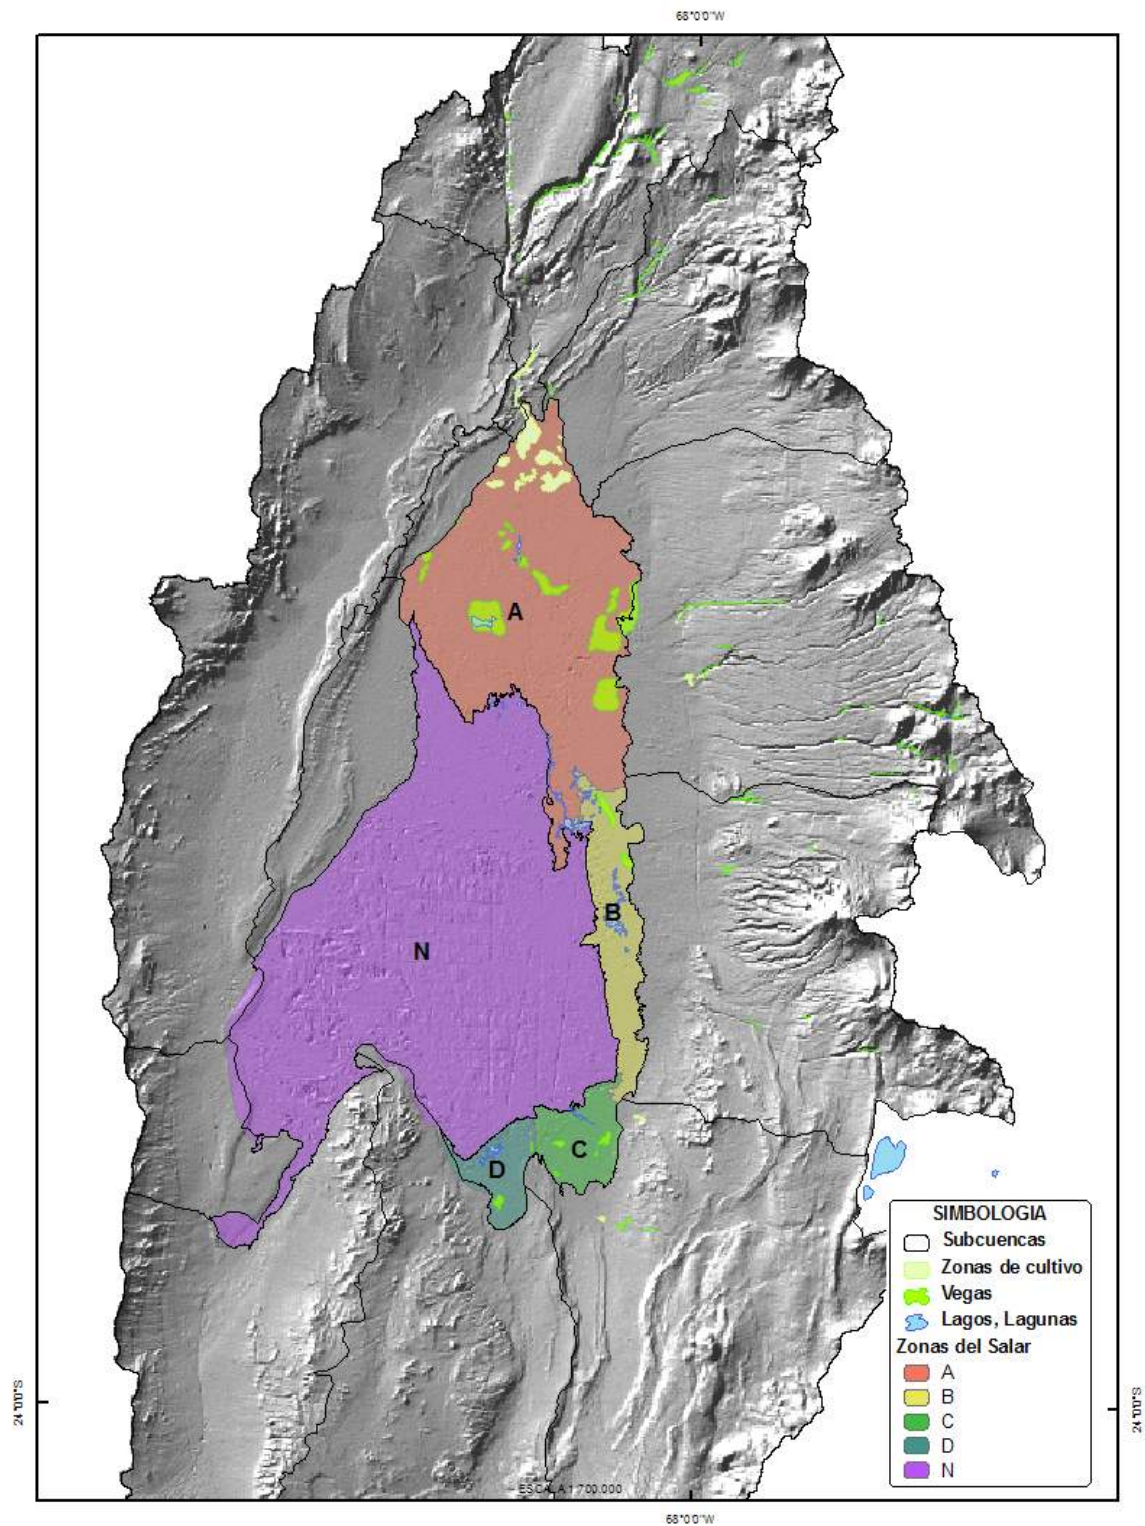 68°0'0"W
A
B
N
C
D
SIMBOLOGIA
Subcuencas
Zonas de cultivo
Vegas
Lagos, Lagunas
Zonas del Salar
A
B
C
D
N
24°0'0"S
24°0'0"S
ESCALA 1:700.000
68°0'0"W